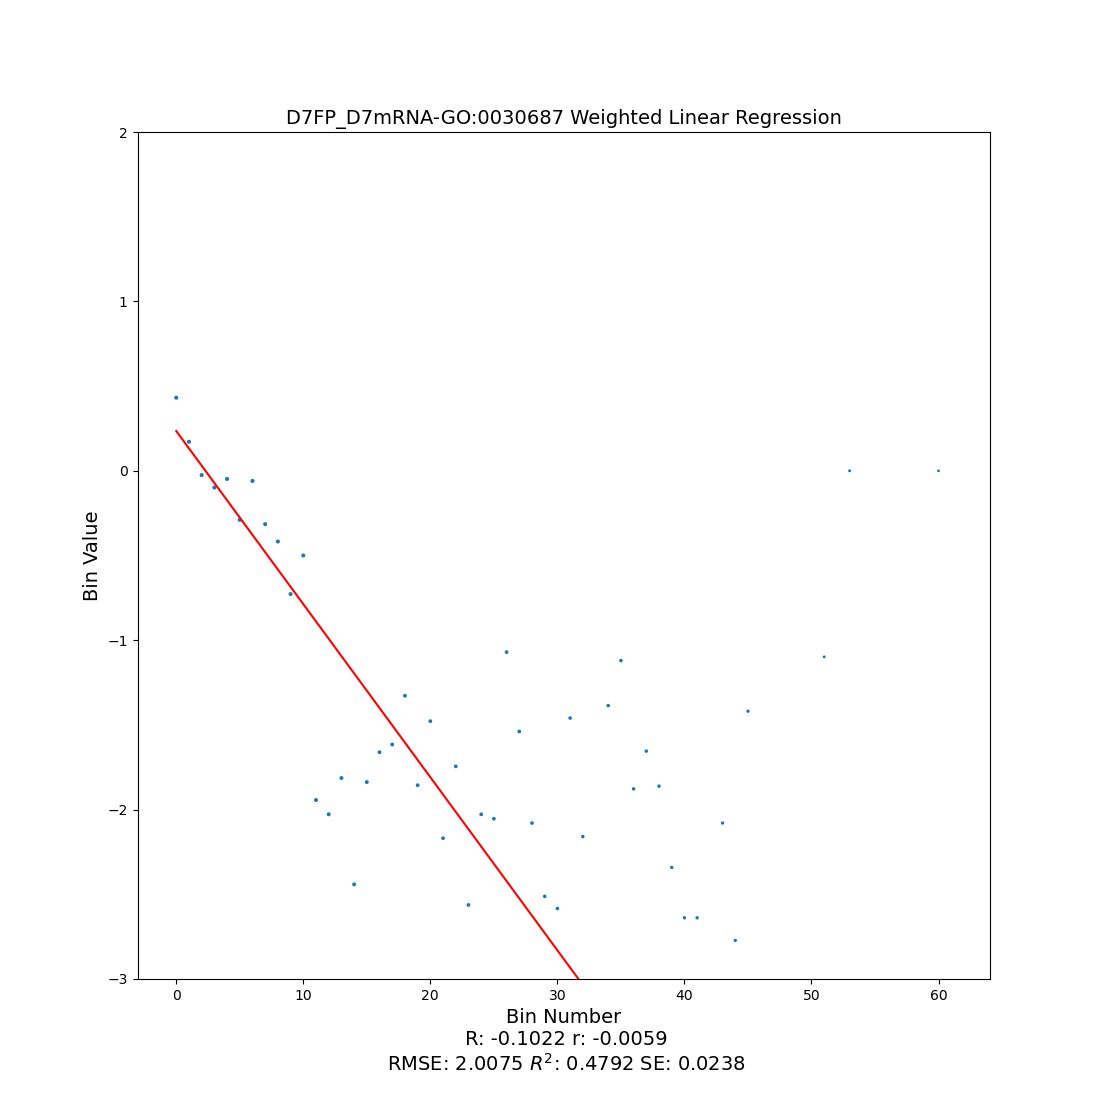 D7FP_D7mRNA-GO:0030687 Weighted Linear Regression
2
1
0
−1
−2
−3
Bin Value
0 10 20 30 40 50 60
Bin Number
R: -0.1022 r: -0.0059
RMSE: 2.0075 R²: 0.4792 SE: 0.0238